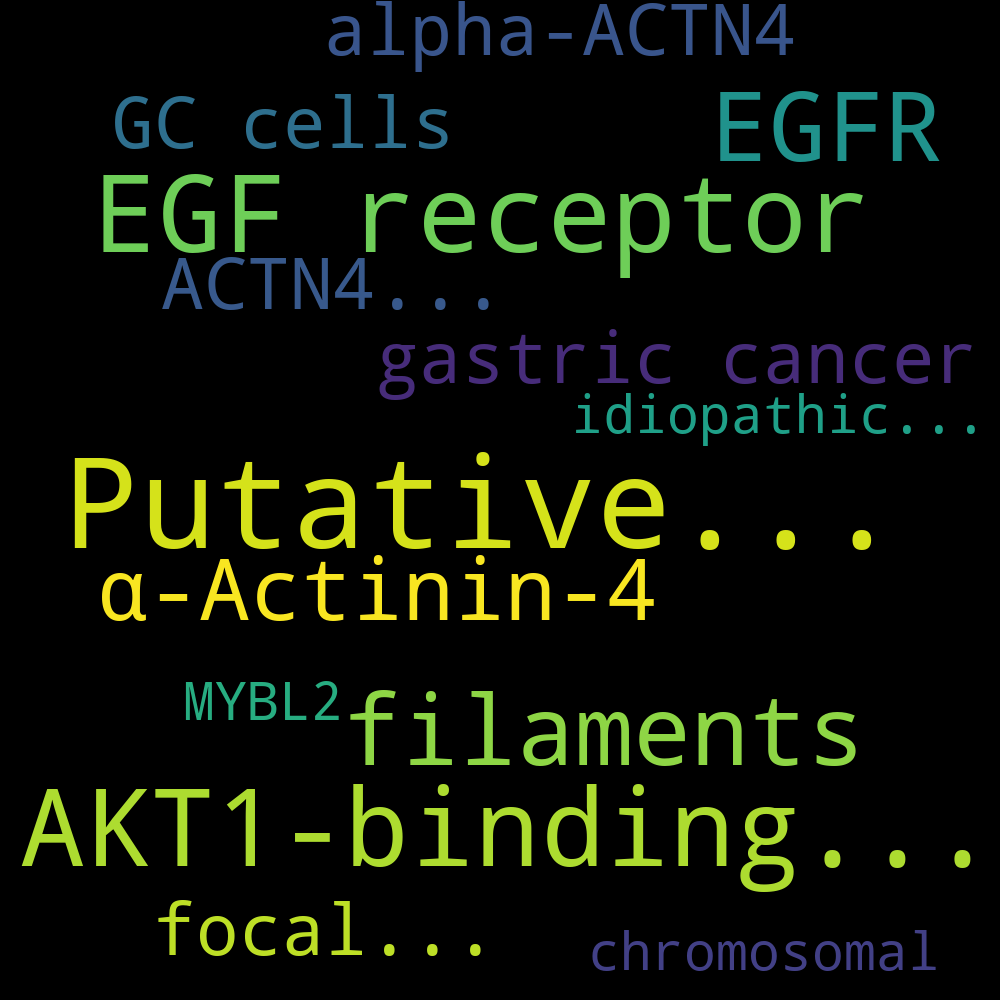 alpha-ACTN4
GC cells
EGFR
EGF receptor
ACTN4...
gastric cancer
idiopathic...
Putative...
α-Actinin-4
MYBL2
filaments
AKT1-binding...
focal...
chromosomal